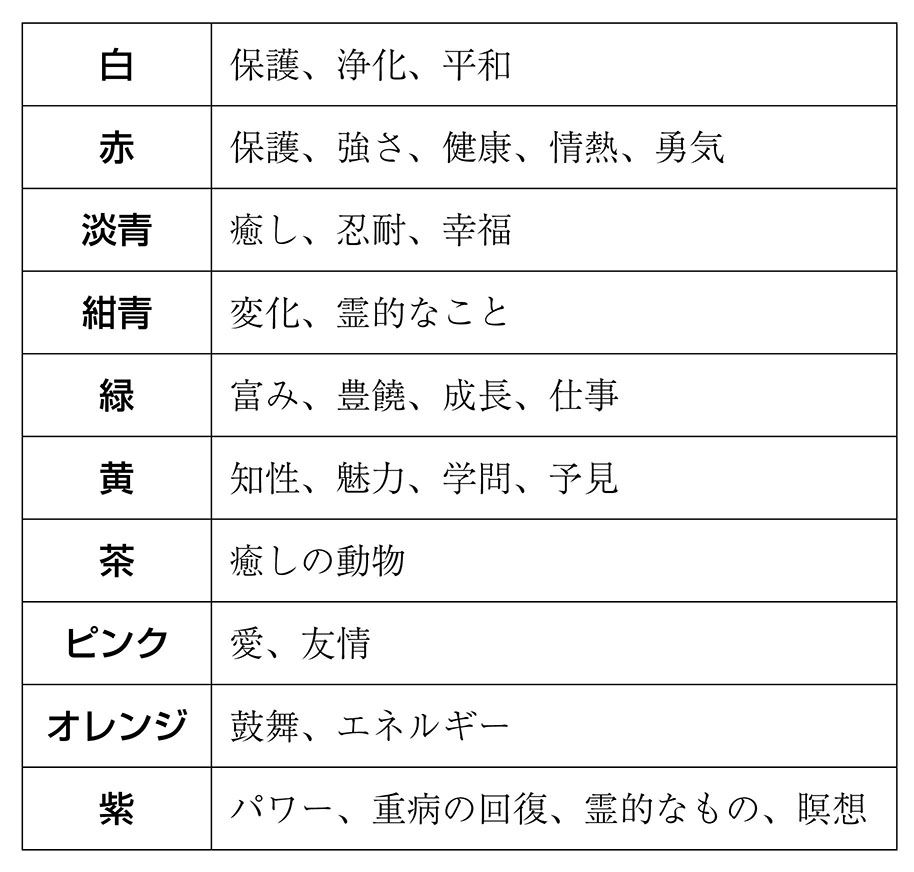 白 保護、浄化、平和
赤 保護、強さ、健康、情熱、勇気
淡青 癒し、忍耐、幸福
紺青 変化、霊的なこと
緑 富み、豊饒、成長、仕事
黄 知性、魅力、学問、予見
茶 癒しの動物
ピンク 愛、友情
オレンジ 鼓舞、エネルギー
紫 パワー、重病の回復、霊的なもの、瞑想